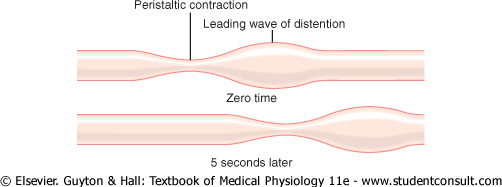 Peristaltic contraction
Leading wave of distention
Zero time
5 seconds later
© Elsevier. Guyton & Hall: Textbook of Medical Physiology 11e - www.studentconsult.com